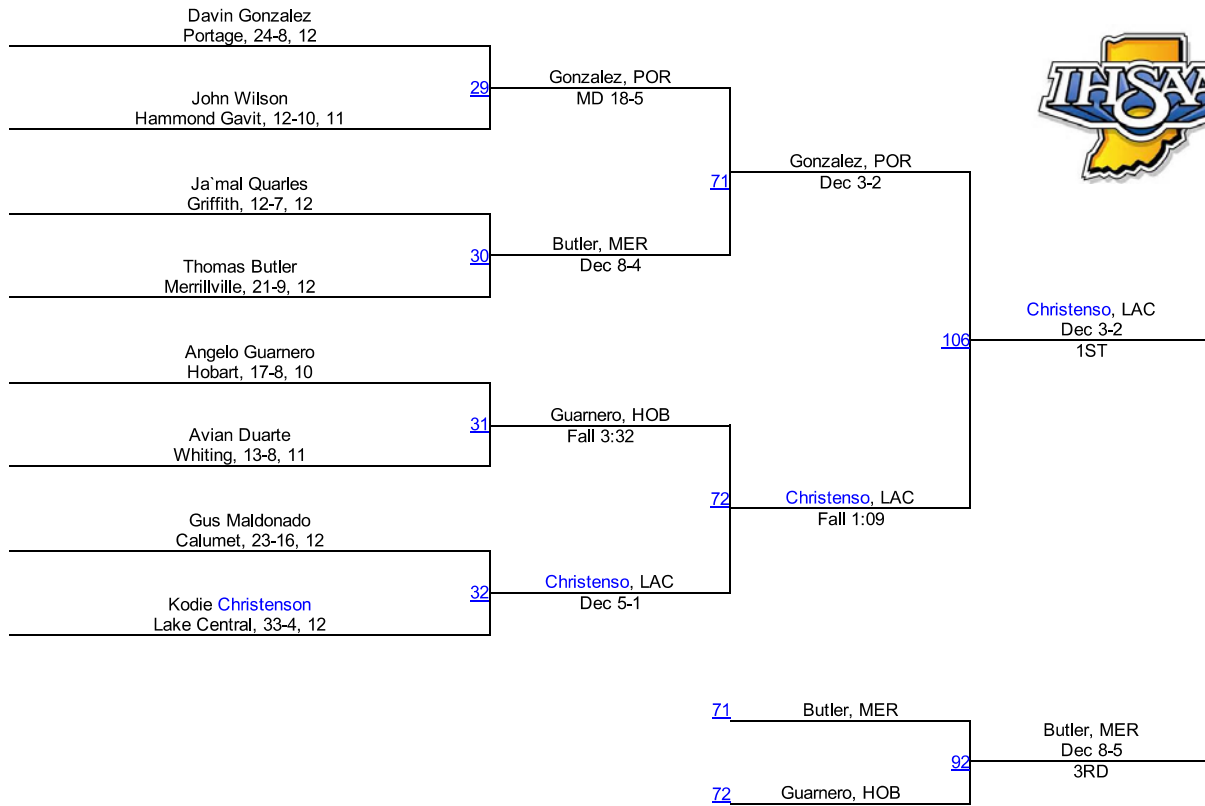 Davin Gonzalez
Portage, 24-8, 12
29
Gonzalez, POR
MD 18-5
John Wilson
Hammond Gavit, 12-10, 11
IHSAA
71
Gonzalez, POR
Dec 3-2
Ja`mal Quarles
Griffith, 12-7, 12
30
Butler, MER
Dec 8-4
Thomas Butler
Merrillville, 21-9, 12
106
Christenso, LAC
Dec 3-2
1ST
Angelo Guarnero
Hobart, 17-8, 10
31
Guarnero, HOB
Fall 3:32
Avian Duarte
Whiting, 13-8, 11
72
Christenso, LAC
Fall 1:09
Gus Maldonado
Calumet, 23-16, 12
32
Christenso, LAC
Dec 5-1
Kodie Christenson
Lake Central, 33-4, 12
71
Butler, MER
92
Butler, MER
Dec 8-5
3RD
72
Guarnero, HOB